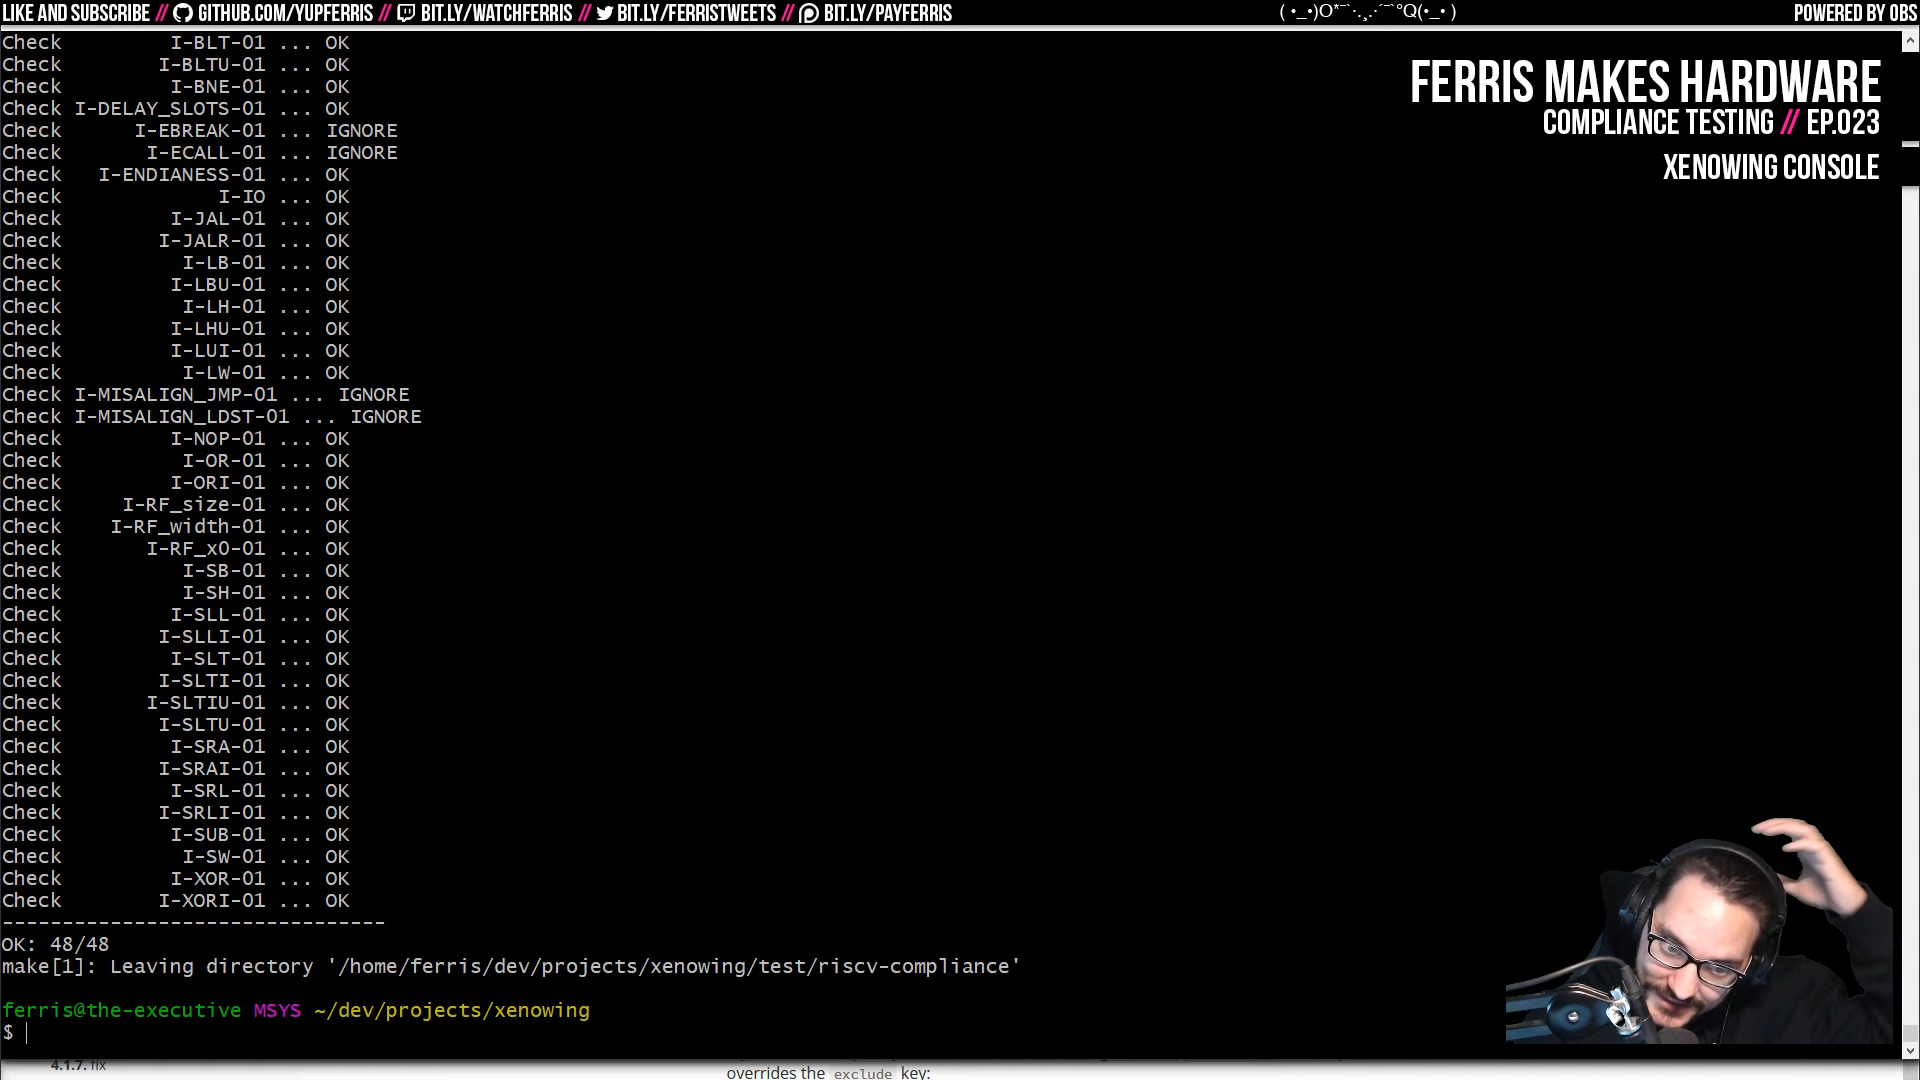 LIKE AND SUBSCRIBE // GITHUB.COM/YUPFERRIS // BIT.LY/WATCHFERRIS // BIT.LY/FERRISTWEETS // BIT.LY/PAYFERRIS
( •_•)O*¯`·.¸.·´¯`°Q(•_• )
POWERED BY OBS
FERRIS MAKES HARDWARE
COMPLIANCE TESTING // EP.023
XENOWING CONSOLE
Check I-BLT-01 ... OK
Check I-BLTU-01 ... OK
Check I-BNE-01 ... OK
Check I-DELAY_SLOTS-01 ... OK
Check I-EBREAK-01 ... IGNORE
Check I-ECALL-01 ... IGNORE
Check I-ENDIANESS-01 ... OK
Check I-IO ... OK
Check I-JAL-01 ... OK
Check I-JALR-01 ... OK
Check I-LB-01 ... OK
Check I-LBU-01 ... OK
Check I-LH-01 ... OK
Check I-LHU-01 ... OK
Check I-LUI-01 ... OK
Check I-LW-01 ... OK
Check I-MISALIGN_JMP-01 ... IGNORE
Check I-MISALIGN_LDST-01 ... IGNORE
Check I-NOP-01 ... OK
Check I-OR-01 ... OK
Check I-ORI-01 ... OK
Check I-RF_size-01 ... OK
Check I-RF_width-01 ... OK
Check I-RF_x0-01 ... OK
Check I-SB-01 ... OK
Check I-SH-01 ... OK
Check I-SLL-01 ... OK
Check I-SLLI-01 ... OK
Check I-SLT-01 ... OK
Check I-SLTI-01 ... OK
Check I-SLTIU-01 ... OK
Check I-SLTU-01 ... OK
Check I-SRA-01 ... OK
Check I-SRAI-01 ... OK
Check I-SRL-01 ... OK
Check I-SRLI-01 ... OK
Check I-SUB-01 ... OK
Check I-SW-01 ... OK
Check I-XOR-01 ... OK
Check I-XORI-01 ... OK
--------------------------------
OK: 48/48
make[1]: Leaving directory '/home/ferris/dev/projects/xenowing/test/riscv-compliance'
ferris@the-executive MSYS ~/dev/projects/xenowing
$
4.1.7. fix
overrides the exclude key: